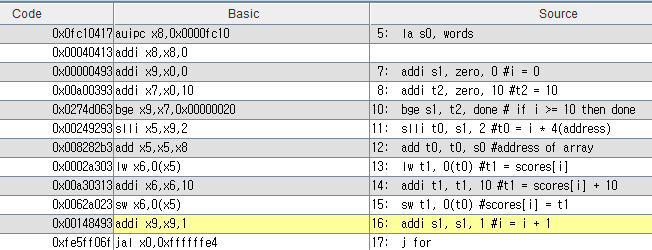 Code Basic Source
0x0fc10417 auipc x8,0x0000fc10 5: la s0, words
0x00040413 addi x8,x8,0
0x00000493 addi x9,x0,0 7: addi s1, zero, 0 #i = 0
0x00a00393 addi x7,x0,10 8: addi t2, zero, 10 #t2 = 10
0x0274d063 bge x9,x7,0x00000020 10: bge s1, t2, done # if i >= 10 then done
0x00249293 slli x5,x9,2 11: slli t0, s1, 2 #t0 = i * 4(address)
0x008282b3 add x5,x5,x8 12: add t0, t0, s0 #address of array
0x0002a303 lw x6,0(x5) 13: lw t1, 0(t0) #t1 = scores[i]
0x00a30313 addi x6,x6,10 14: addi t1, t1, 10 #t1 = scores[i] + 10
0x0062a023 sw x6,0(x5) 15: sw t1, 0(t0) #scores[i] = t1
0x00148493 addi x9,x9,1 16: addi s1, s1, 1 #i = i + 1
0xfe5ff06f jal x0,0xffffffe4 17: j for